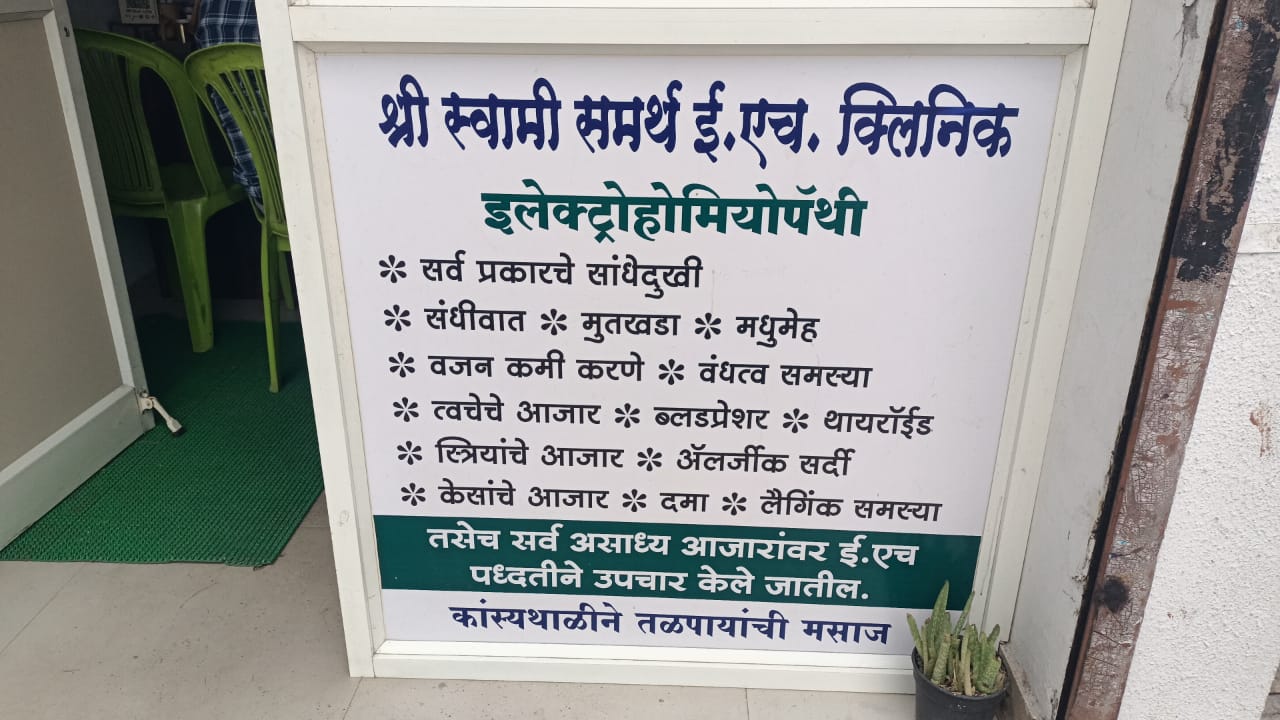 श्री स्वामी समर्थ ई.एच. क्लिनिक
इलेक्ट्रोहोमियोपॅथी
* सर्व प्रकारचे सांधेदुखी
* संधीवात * मुतखडा * मधुमेह
* वजन कमी करणे * वंधत्व समस्या
* त्वचेचे आजार * ब्लडप्रेशर * थायरॉईड
* स्त्रियांचे आजार * ॲलर्जीक सर्दी
* केसांचे आजार * दमा * लैगिंक समस्या
तसेच सर्व असाध्य आजारांवर ई.एच
पध्दतीने उपचार केले जातील.
कांस्यथाळीने तळपायांची मसाज